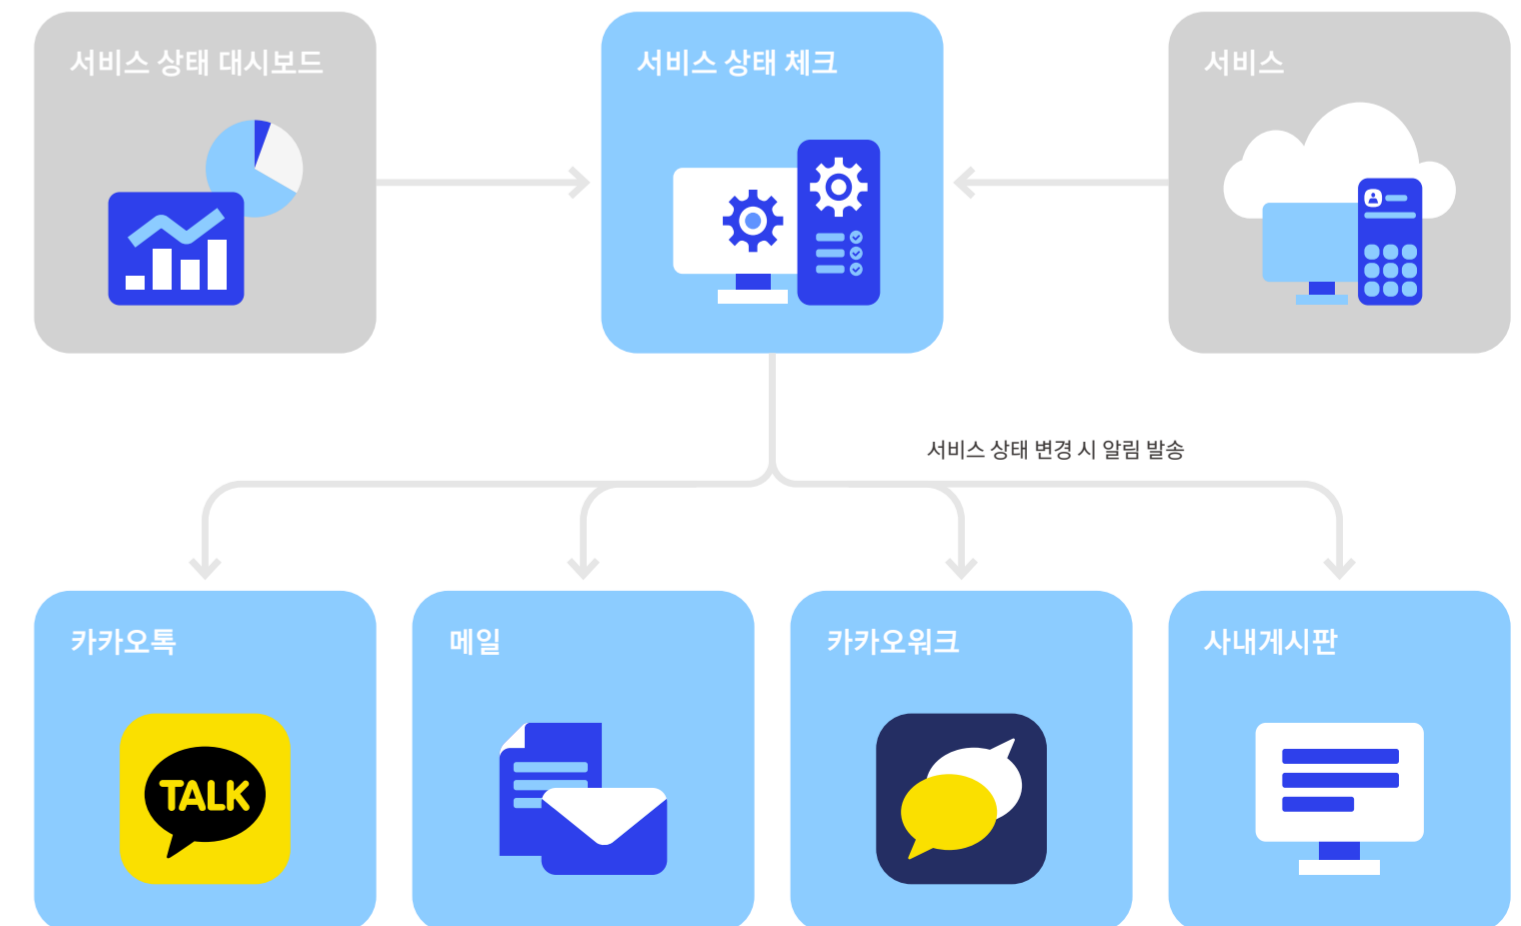 서비스 상태 대시보드
서비스 상태 체크
서비스
서비스 상태 변경 시 알림 발송
카카오톡
메일
카카오워크
사내게시판
TALK